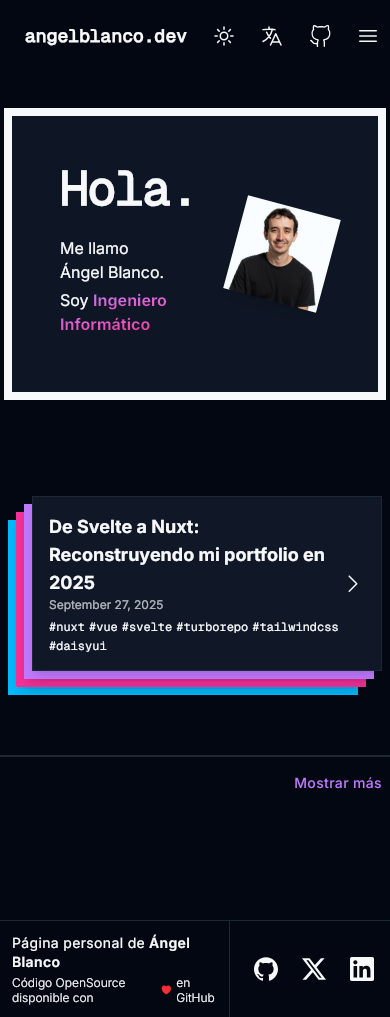 angelblanco.dev
Hola.
Me llamo
Ángel Blanco.
Soy Ingeniero
Informático
De Svelte a Nuxt:
Reconstruyendo mi portfolio en
2025
September 27, 2025
#nuxt #vue #svelte #turborepo #tailwindcss
#daisyui
Mostrar más
Página personal de Ángel
Blanco
Código OpenSource
disponible con
en
GitHub